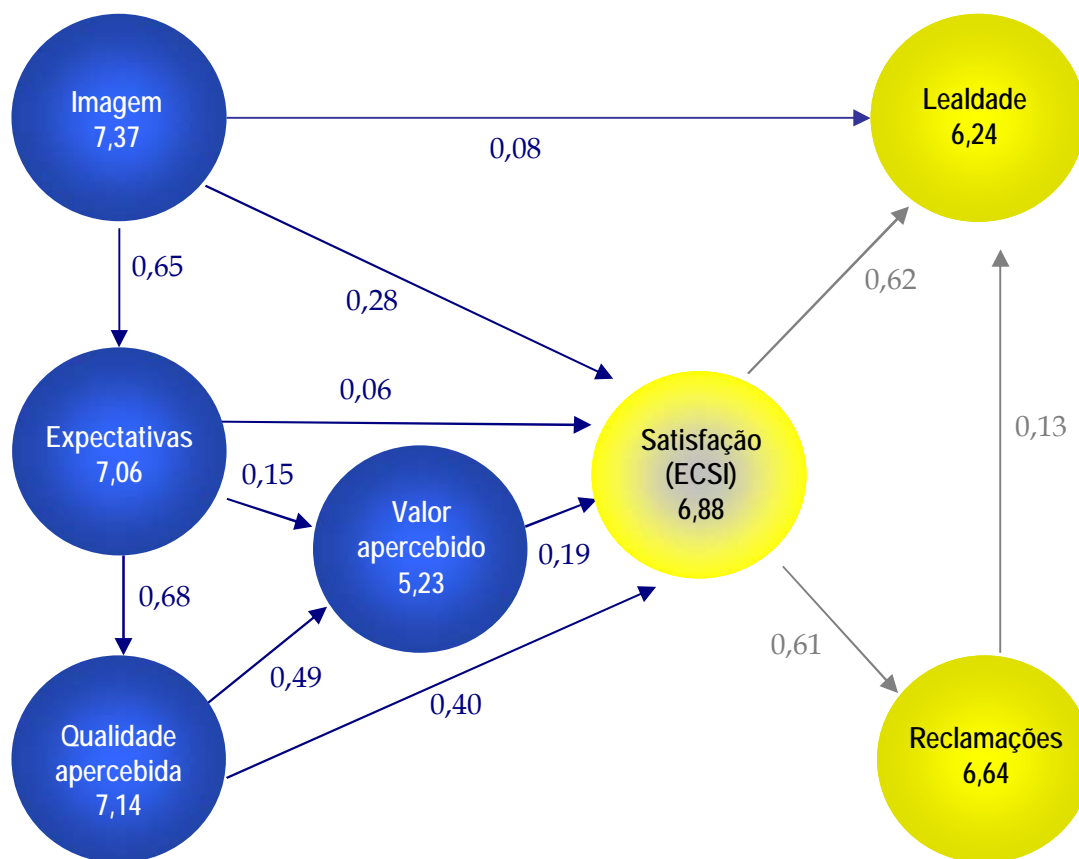 Imagem
7,37
Lealdade
6,24
0,08
0,65
0,28
0,62
0,06
Expectativas
7,06
0,15
Valor
apercebido
5,23
0,19
Satisfação
(ECSI)
6,88
0,13
0,68
0,49
0,40
0,61
Qualidade
apercebida
7,14
Reclamações
6,64